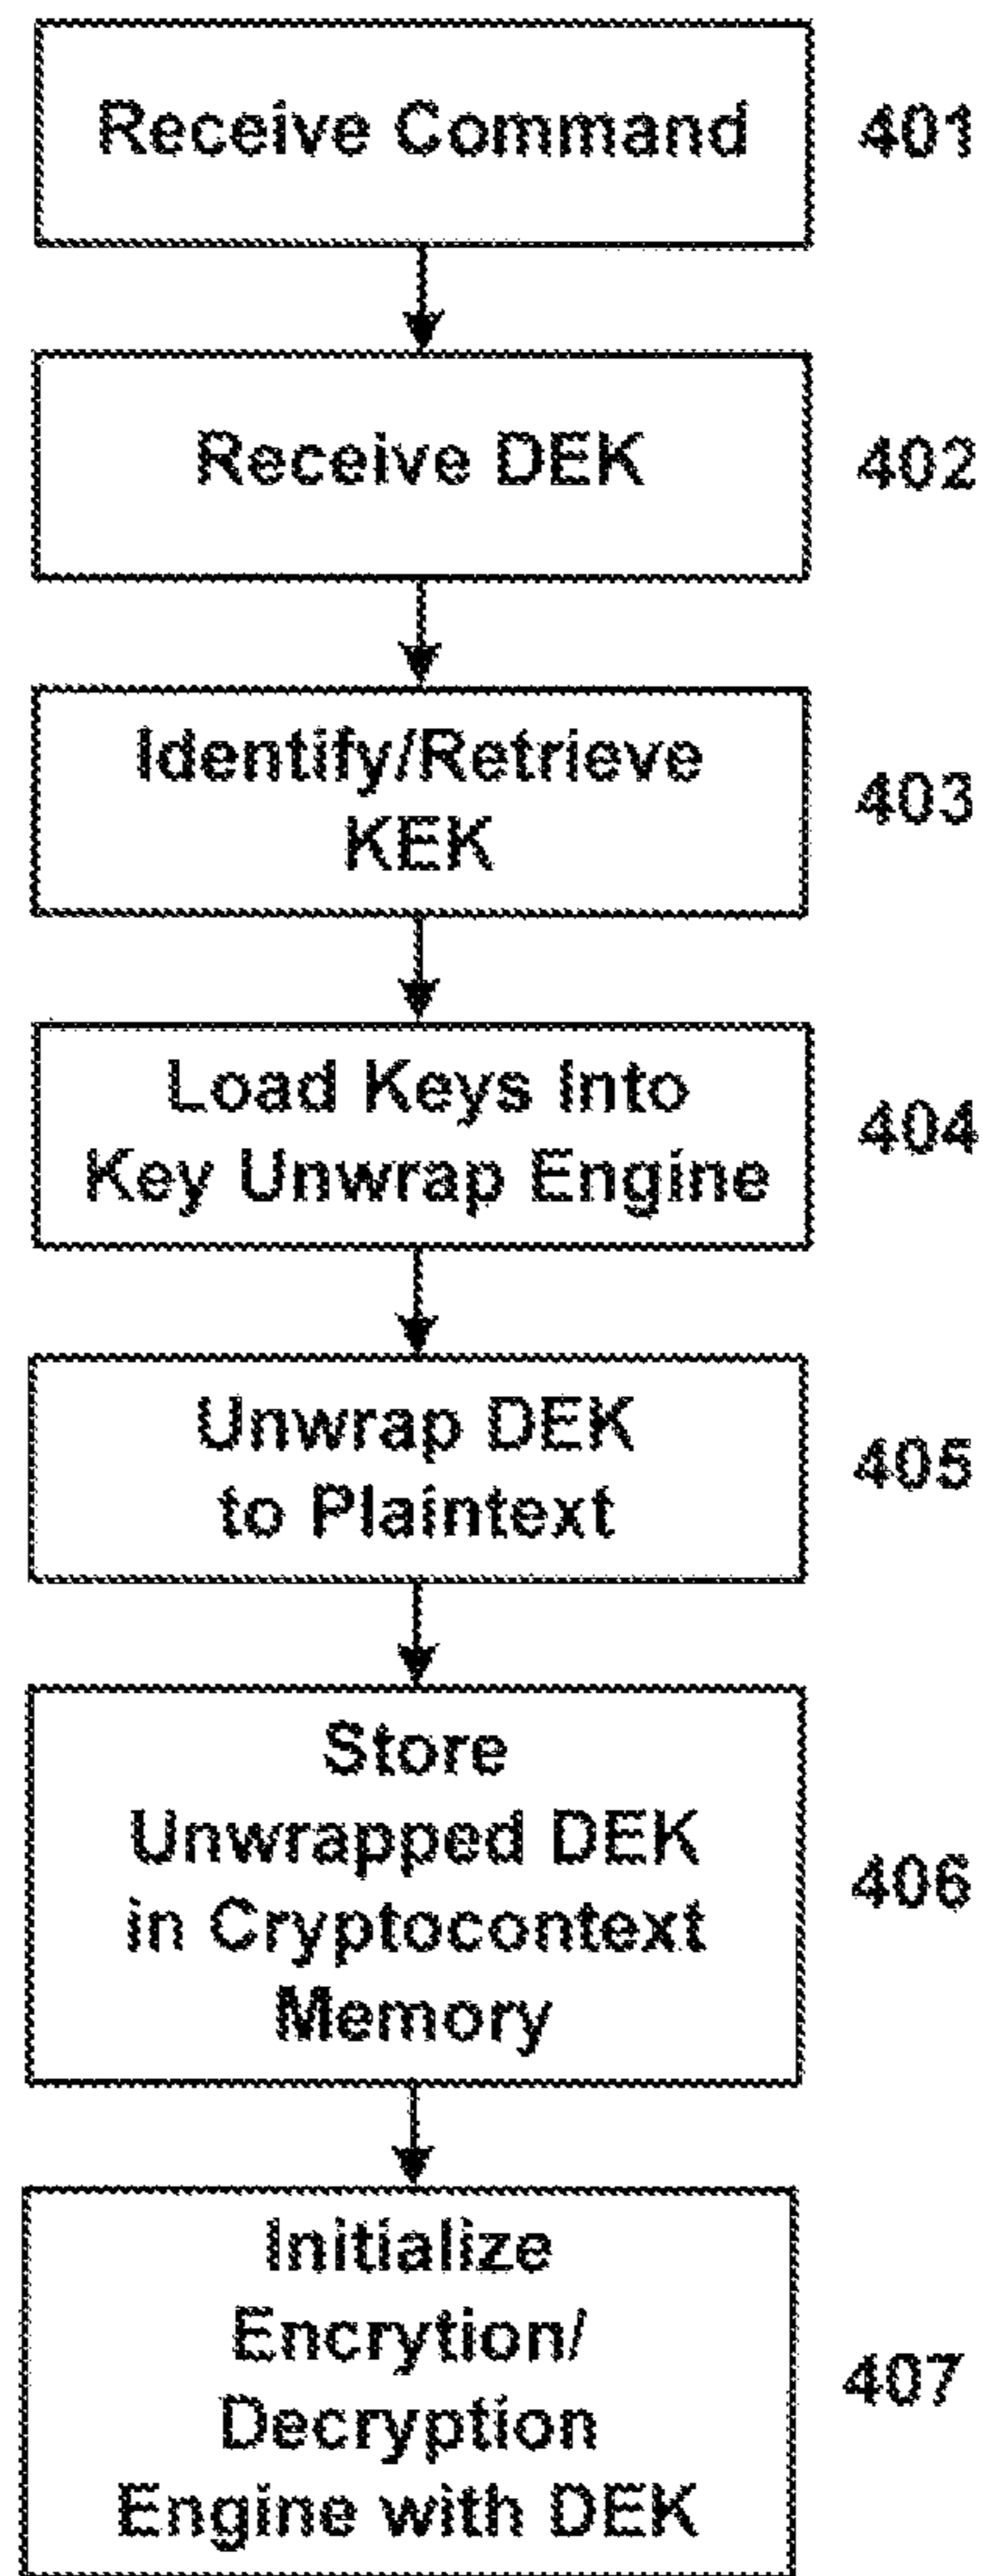 Receive Command
401
Receive DEK
402
Identify/Retrieve
KEK
403
Load Keys Into
Key Unwrap Engine
404
Unwrap DEK
to Plaintext
405
Store
Unwrapped DEK
in Cryptocontext
Memory
406
Initialize
Encrytion/
Decryption
Engine with DEK
407